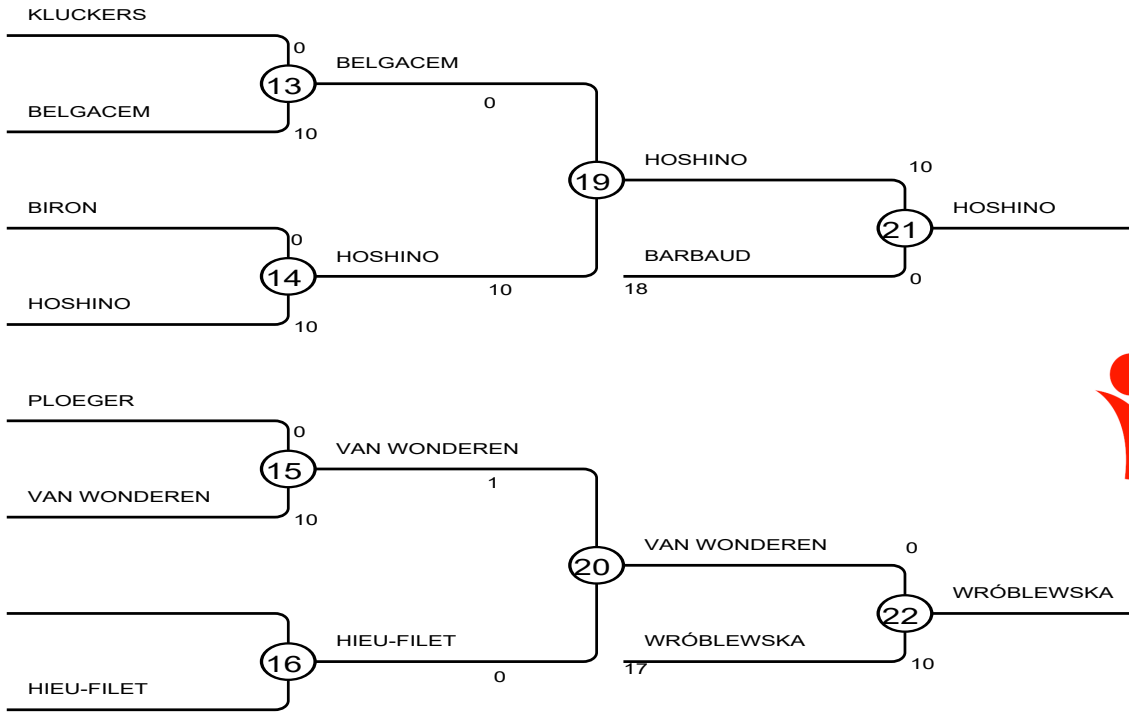 KLUCKERS
0
13
BELGACEM
0
BELGACEM
10
19
HOSHINO
10
BIRON
0
14
HOSHINO
10
HOSHINO
10
BARBAUD
18
0
21
HOSHINO
PLOEGER
0
15
VAN WONDEREN
1
VAN WONDEREN
10
20
VAN WONDEREN
0
16
HIEU-FILET
0
HIEU-FILET
WRÓBLEWSKA
17
10
22
WRÓBLEWSKA